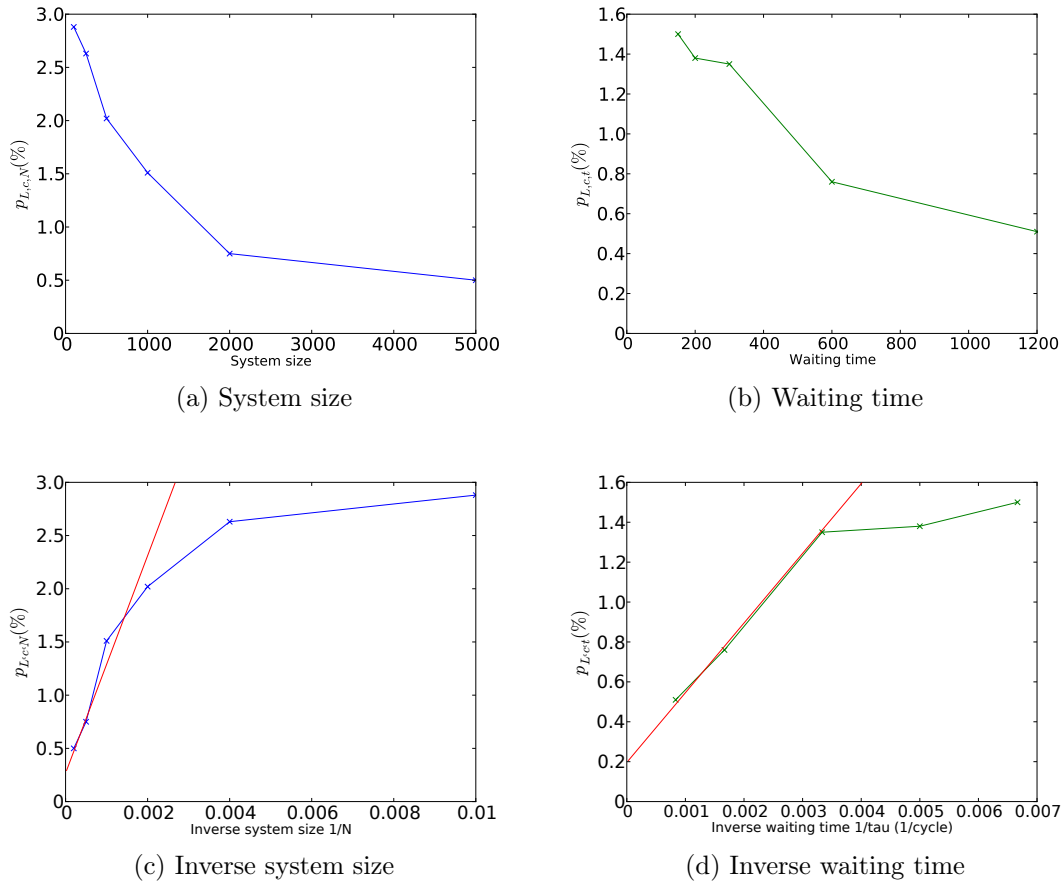 3.0
2.5
2.0
1.5
1.0
0.5
0
p_{L,c,N}(%)
0 1000 2000 3000 4000 5000
System size
(a) System size
1.6
1.4
1.2
1.0
0.8
0.6
0.4
0.2
0
p_{L,c,t}(%)
0 200 400 600 800 1000 1200
Waiting time
(b) Waiting time
3.0
2.5
2.0
1.5
1.0
0.5
0
p_{L,c,N}(%)
0 0.002 0.004 0.006 0.008 0.01
Inverse system size 1/N
(c) Inverse system size
1.6
1.4
1.2
1.0
0.8
0.6
0.4
0.2
0
p_{L,c,t}(%)
0 0.001 0.002 0.003 0.004 0.005 0.006 0.007
Inverse waiting time 1/tau (1/cycle)
(d) Inverse waiting time